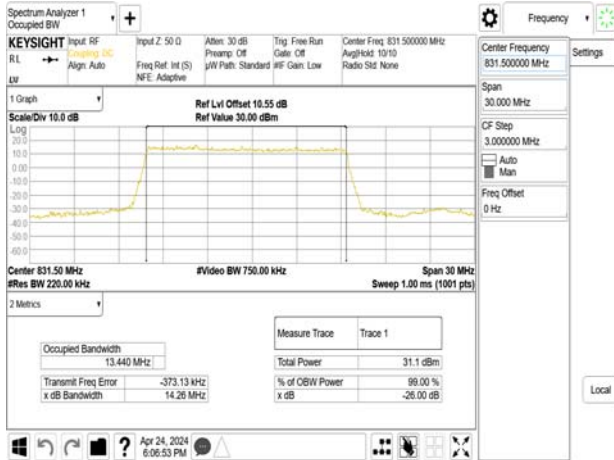 Spectrum Analyzer 1
Occupied BW
+
Frequency
KEYSIGHT
RL
Input: RF
Coupling: DC
Align: Auto
Input Z: 50 Ω
Freq Ref: Int (S)
NFE: Adaptive
Atten: 30 dB
Preamp: Off
µW Path: Standard
Trig: Free Run
Gate: Off
#IF Gain: Low
Center Freq: 831.500000 MHz
Avg|Hold: 10/10
Radio Std: None
Center Frequency
831.500000 MHz
Settings
Span
30.000 MHz
CF Step
3.000000 MHz
Auto
Man
Freq Offset
0 Hz
Local
1 Graph
Scale/Div 10.0 dB
Ref Lvl Offset 10.55 dB
Ref Value 30.00 dBm
Log
20.0
10.0
0.00
-10.0
-20.0
-30.0
-40.0
-50.0
-60.0
Center 831.50 MHz
#Video BW 750.00 kHz
Span 30 MHz
#Res BW 220.00 kHz
Sweep 1.00 ms (1001 pts)
2 Metrics
Measure Trace
Trace 1
Occupied Bandwidth
13.440 MHz
Total Power
31.1 dBm
Transmit Freq Error
-373.13 kHz
% of OBW Power
99.00 %
x dB Bandwidth
14.26 MHz
x dB
-26.00 dB
?
Apr 24, 2024
6:06:53 PM